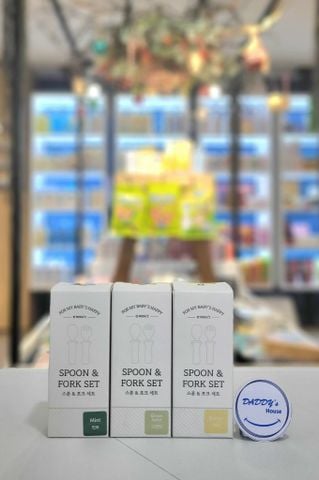 FOR MY BABY'S HAPPY
SPOON &
FORK SET
스푼 & 포크 세트
Mint
민트
FOR MY BABY'S HAPPY
SPOON &
FORK SET
스푼 & 포크 세트
FOR MY BABY'S HAPPY
SPOON &
FORK SET
스푼 & 포크 세트
DADDY's
House